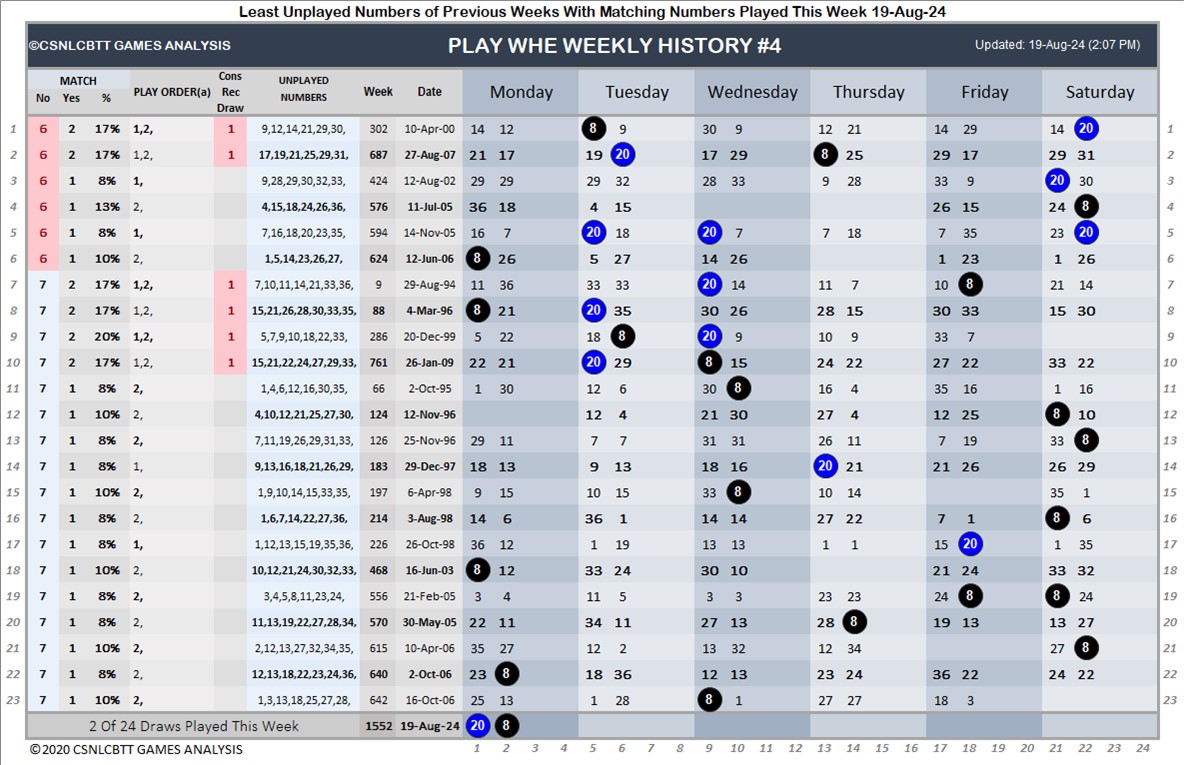 Least Unplayed Numbers of Previous Weeks With Matching Numbers Played This Week 19-Aug-24
©CSNLCBTT GAMES ANALYSIS PLAY WHE WEEKLY HISTORY #4 Updated: 19-Aug-24 (2:07 PM)
MATCH
No Yes % PLAY ORDER(a) Cons Rec Draw UNPLAYED NUMBERS Week Date Monday Tuesday Wednesday Thursday Friday Saturday
1 6 2 17% 1,2, 1 9,12,14,21,29,30, 302 10-Apr-00 14 12 8 9 30 9 12 21 14 29 14 20 1
2 6 2 17% 1,2, 1 17,19,21,25,29,31, 687 27-Aug-07 21 17 19 20 17 29 8 25 29 17 29 31 2
3 6 1 8% 1, 9,28,29,30,32,33, 424 12-Aug-02 29 29 29 32 28 33 9 28 33 9 20 30 3
4 6 1 13% 2, 4,15,18,24,26,36, 576 11-Jul-05 36 18 4 15 26 15 24 8 4
5 6 1 8% 1, 7,16,18,20,23,35, 594 14-Nov-05 16 7 20 18 20 7 7 18 7 35 23 20 5
6 6 1 10% 2, 1,5,14,23,26,27, 624 12-Jun-06 8 26 5 27 14 26 1 23 1 26 6
7 7 2 17% 1,2, 1 7,10,11,14,21,33,36, 9 29-Aug-94 11 36 33 33 20 14 11 7 10 8 21 14 7
8 7 2 17% 1,2, 1 15,21,26,28,30,33,35, 88 4-Mar-96 8 21 20 35 30 26 28 15 30 33 15 30 8
9 7 2 20% 1,2, 1 5,7,9,10,18,22,33, 286 20-Dec-99 5 22 18 8 20 9 10 9 33 7 9
10 7 2 17% 1,2, 1 15,21,22,24,27,29,33, 761 26-Jan-09 22 21 20 29 8 15 24 22 27 22 33 22 10
11 7 1 8% 2, 1,4,6,12,16,30,35, 66 2-Oct-95 1 30 12 6 30 8 16 4 35 16 1 16 11
12 7 1 10% 2, 4,10,12,21,25,27,30, 124 12-Nov-96 12 4 21 30 27 4 12 25 8 10 12
13 7 1 8% 2, 7,11,19,26,29,31,33, 126 25-Nov-96 29 11 7 7 31 31 26 11 7 19 33 8 13
14 7 1 8% 1, 9,13,16,18,21,26,29, 183 29-Dec-97 18 13 9 13 18 16 20 21 21 26 26 29 14
15 7 1 10% 2, 1,9,10,14,15,33,35, 197 6-Apr-98 9 15 10 15 33 8 10 14 35 1 15
16 7 1 8% 2, 1,6,7,14,22,27,36, 214 3-Aug-98 14 6 36 1 14 14 27 22 7 1 8 6 16
17 7 1 8% 1, 1,12,13,15,19,35,36, 226 26-Oct-98 36 12 1 19 13 13 1 1 15 20 1 35 17
18 7 1 10% 2, 10,12,21,24,30,32,33, 468 16-Jun-03 8 12 33 24 30 10 21 24 33 32 18
19 7 1 8% 2, 3,4,5,8,11,23,24, 556 21-Feb-05 3 4 11 5 3 3 23 23 24 8 8 24 19
20 7 1 8% 2, 11,13,19,22,27,28,34, 570 30-May-05 22 11 34 11 27 13 28 8 19 13 13 27 20
21 7 1 10% 2, 2,12,13,27,32,34,35, 615 10-Apr-06 35 27 12 2 13 32 12 34 27 8 21
22 7 1 8% 2, 12,13,18,22,23,24,36, 640 2-Oct-06 23 8 18 36 12 13 23 24 36 22 24 22 22
23 7 1 10% 2, 1,3,13,18,25,27,28, 642 16-Oct-06 25 13 1 28 8 1 27 27 18 3 23
2 Of 24 Draws Played This Week 1552 19-Aug-24 20 8
©2020 CSNLCBTT GAMES ANALYSIS 1 2 3 4 5 6 7 8 9 10 11 12 13 14 15 16 17 18 19 20 21 22 23 24